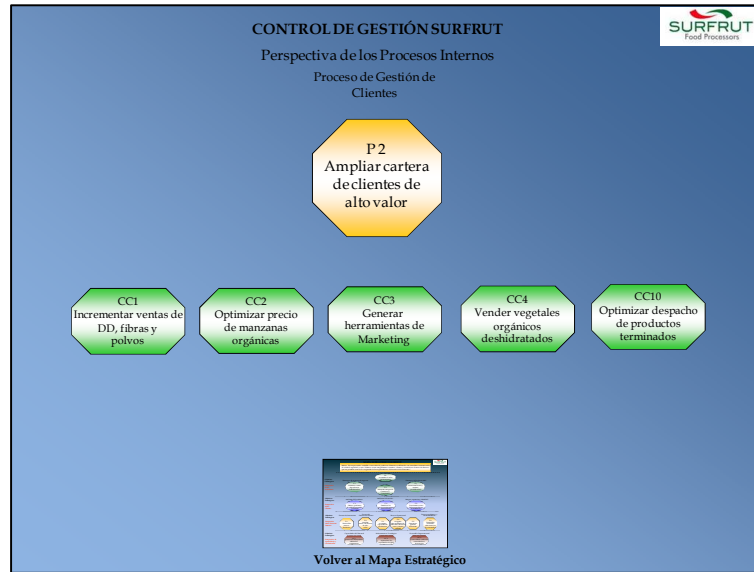 CONTROL DE GESTIÓN SURFRUT
SURFRUT
Food Processors
Perspectiva de los Procesos Internos
Proceso de Gestión de
Clientes
P 2
Ampliar cartera
de clientes de
alto valor
CC1
Incrementar ventas de
DD, fibras y
polvos
CC2
Optimizar precio
de manzanas
orgánicas
CC3
Generar
herramientas de
Marketing
CC4
Vender vegetales
orgánicos
deshidratados
CC10
Optimizar despacho
de productos
terminados
Volver al Mapa Estratégico